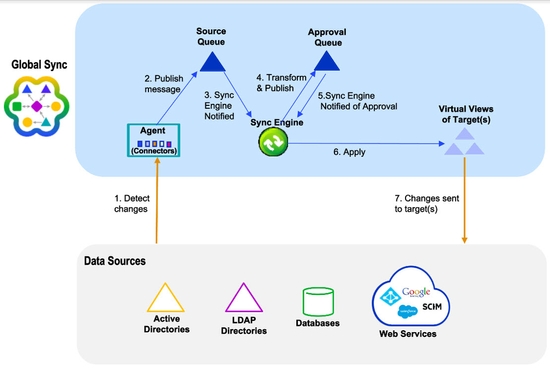 Source
Queue
Approval
Queue
Global Sync
2. Publish
message
4. Transform
& Publish
3. Sync
Engine
Notified
5.Sync Engine
Notified of Approval
Virtual Views
of Target(s)
Agent
(Connectors)
Sync Engine
6. Apply
1. Detect
changes
7. Changes sent
to target(s)
Data Sources
Google
SCIM
salesforce
Active
Directories
LDAP
Directories
Databases
Web Services